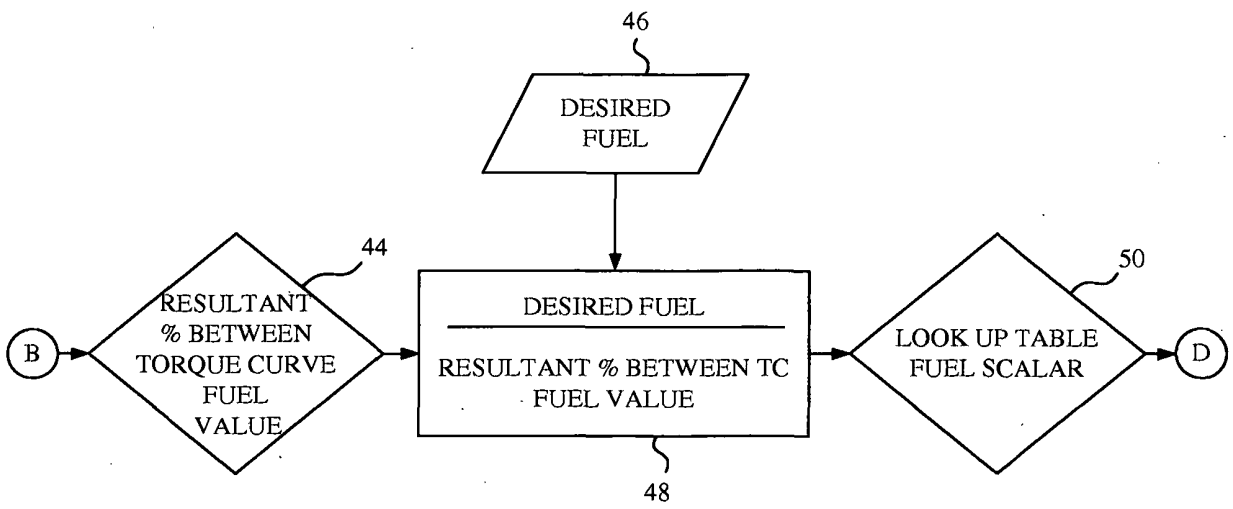 46
DESIRED
FUEL
44
RESULTANT
% BETWEEN
TORQUE CURVE
FUEL
VALUE
B
DESIRED FUEL
RESULTANT % BETWEEN TC
FUEL VALUE
48
50
LOOK UP TABLE
FUEL SCALAR
D